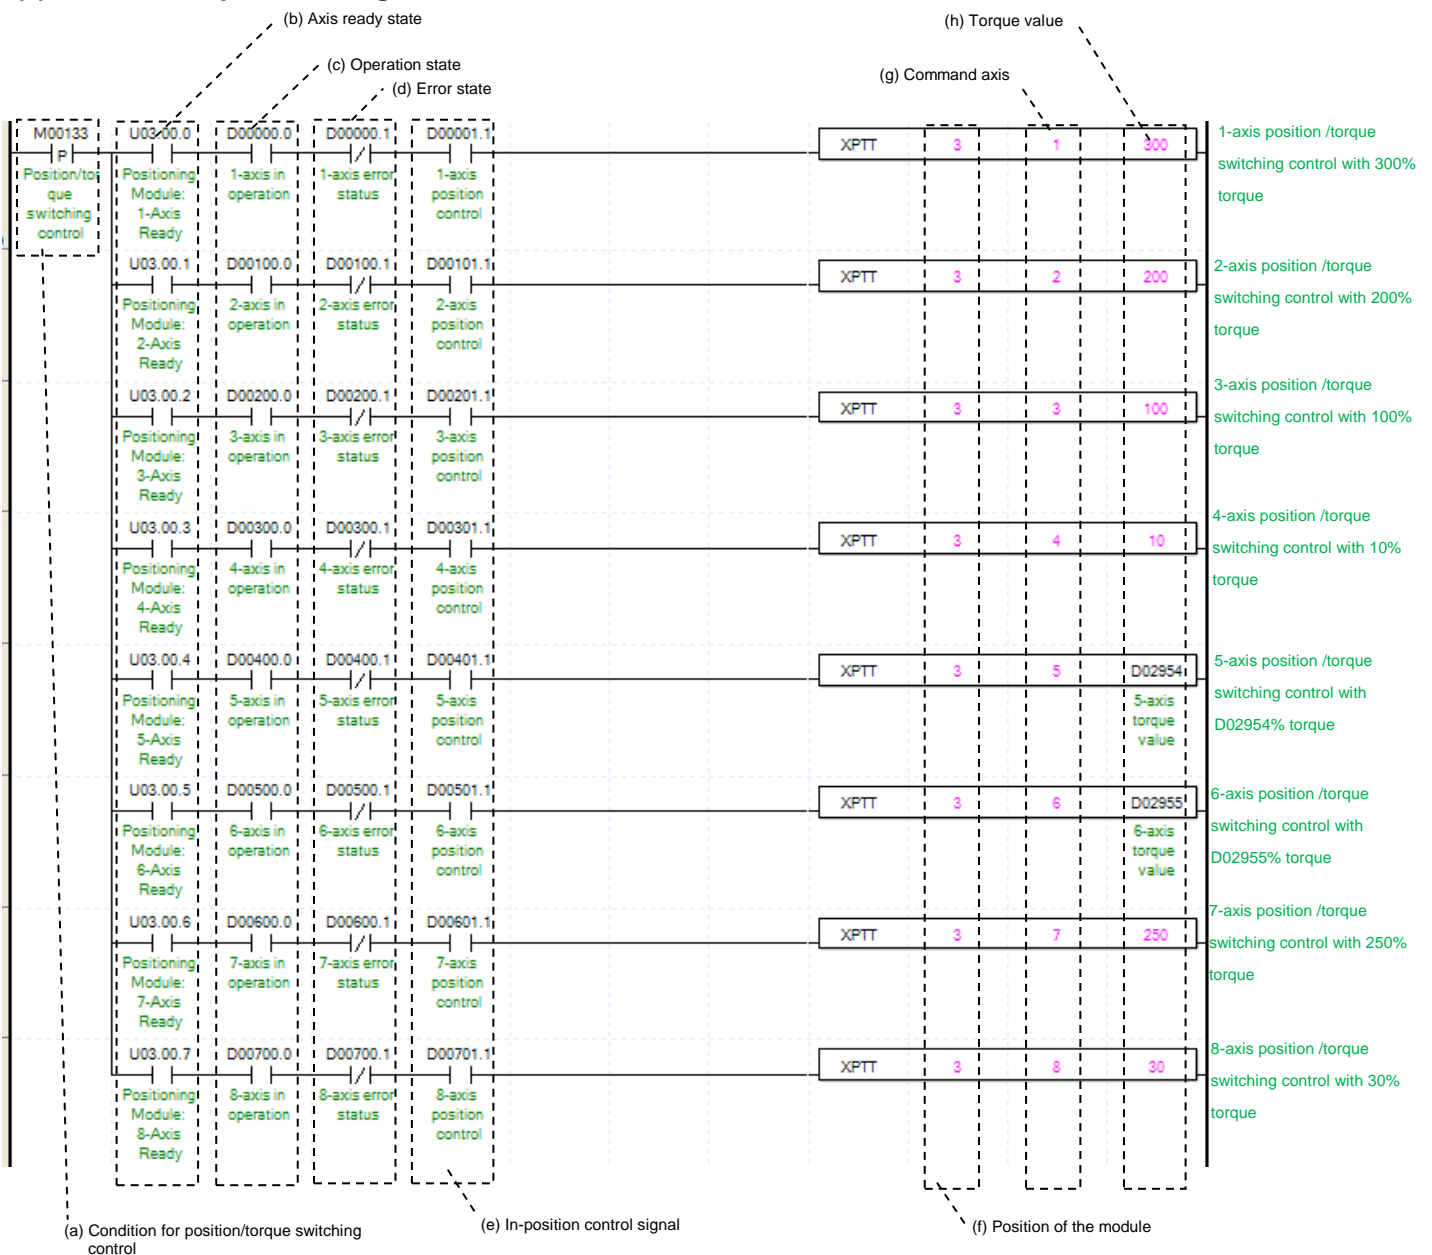 (b) Axis ready state
(h) Torque value
(c) Operation state
(g) Command axis
(d) Error state
M00133
U03.00.0
D00000.0
D00000.1
D00001.1
P
XPTT
3
1
300
1-axis position /torque
switching control with 300%
torque
Position/tor
que
switching
control
Positioning
Module:
1-Axis
Ready
1-axis in
operation
1-axis error
status
1-axis
position
control
U03.00.1
D00100.0
D00100.1
D00101.1
XPTT
3
2
200
2-axis position /torque
switching control with 200%
torque
Positioning
Module:
2-Axis
Ready
2-axis in
operation
2-axis error
status
2-axis
position
control
U03.00.2
D00200.0
D00200.1
D00201.1
XPTT
3
3
100
3-axis position /torque
switching control with 100%
torque
Positioning
Module:
3-Axis
Ready
3-axis in
operation
3-axis error
status
3-axis
position
control
U03.00.3
D00300.0
D00300.1
D00301.1
XPTT
3
4
10
4-axis position /torque
switching control with 10%
torque
Positioning
Module:
4-Axis
Ready
4-axis in
operation
4-axis error
status
4-axis
position
control
U03.00.4
D00400.0
D00400.1
D00401.1
XPTT
3
5
D02954
5-axis
torque
value
5-axis position /torque
switching control with
D02954% torque
Positioning
Module:
5-Axis
Ready
5-axis in
operation
5-axis error
status
5-axis
position
control
U03.00.5
D00500.0
D00500.1
D00501.1
XPTT
3
6
D02955
6-axis
torque
value
6-axis position /torque
switching control with
D02955% torque
Positioning
Module:
6-Axis
Ready
6-axis in
operation
6-axis error
status
6-axis
position
control
U03.00.6
D00600.0
D00600.1
D00601.1
XPTT
3
7
250
7-axis position /torque
switching control with 250%
torque
Positioning
Module:
7-Axis
Ready
7-axis in
operation
7-axis error
status
7-axis
position
control
U03.00.7
D00700.0
D00700.1
D00701.1
XPTT
3
8
30
8-axis position /torque
switching control with 30%
torque
Positioning
Module:
8-Axis
Ready
8-axis in
operation
8-axis error
status
8-axis
position
control
(a) Condition for position/torque switching
control
(e) In-position control signal
(f) Position of the module